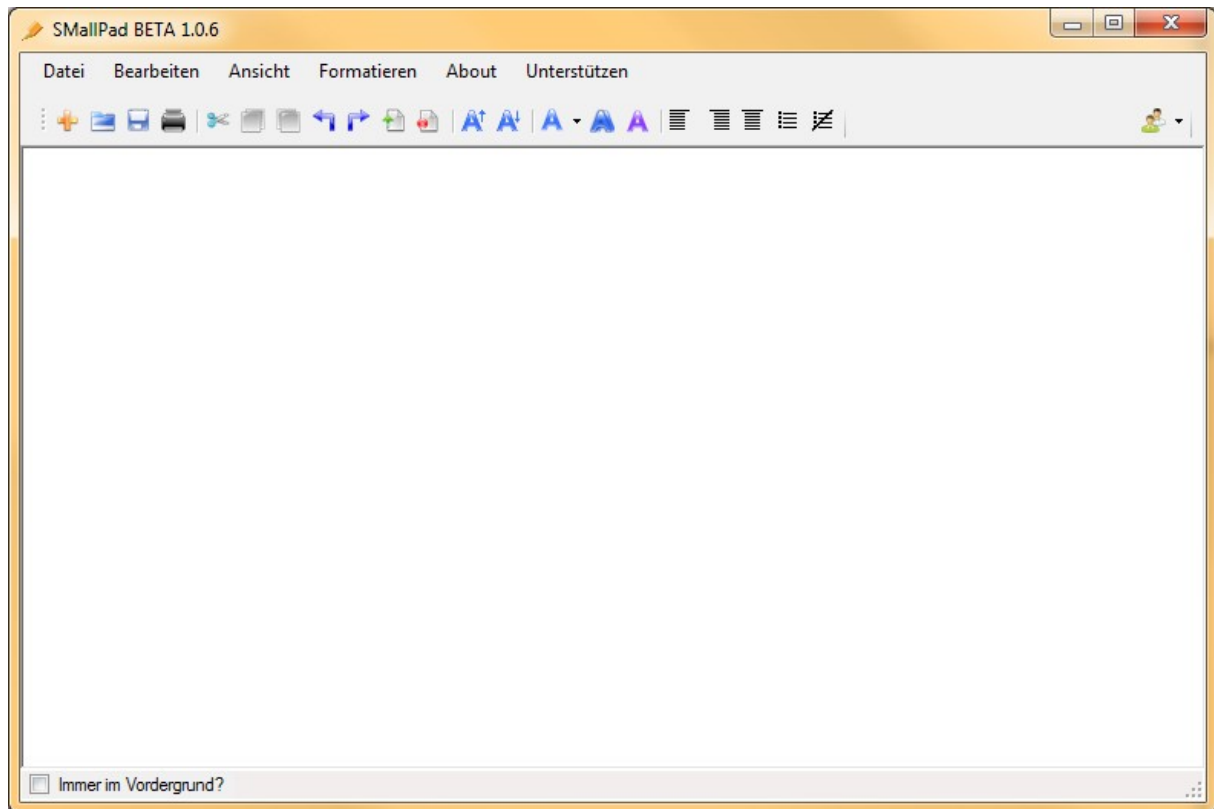 SMallPad BETA 1.0.6
Datei Bearbeiten Ansicht Formatieren About Unterstützen
Immer im Vordergrund?